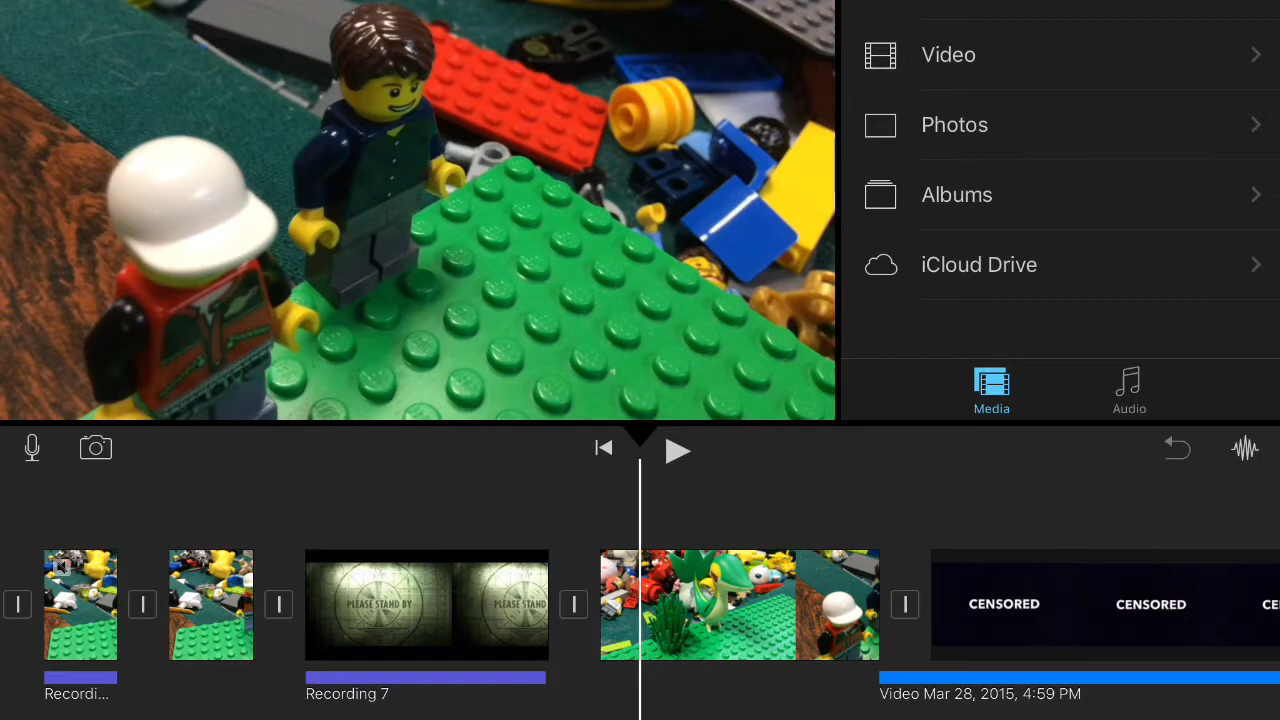 Video
Photos
Albums
iCloud Drive
Media
Audio
PLEASE STAND BY
PLEASE STAND
CENSORED
CENSORED
CE
Recordi...
Recording 7
Video Mar 28, 2015, 4:59 PM